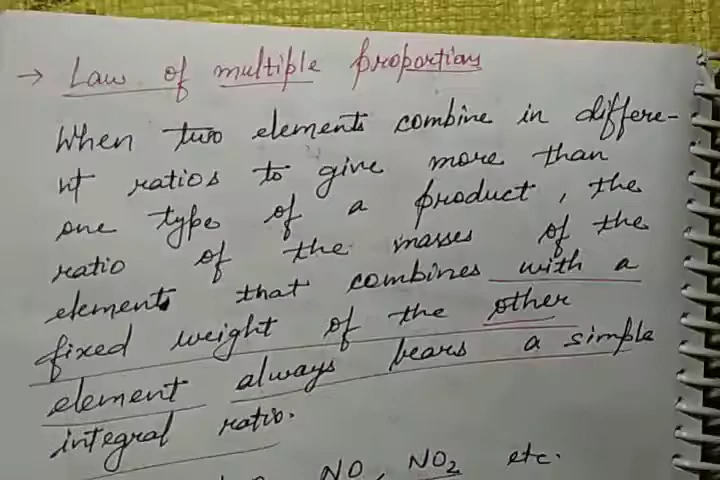 → Law of multiple proportions
When two elements combine in differe-
nt ratios to give more than
one type of a product, the
ratio of the masses of the
element that combines with a
fixed weight of the other
element always bears a simple
integral ratio.
NO, NO₂ etc.